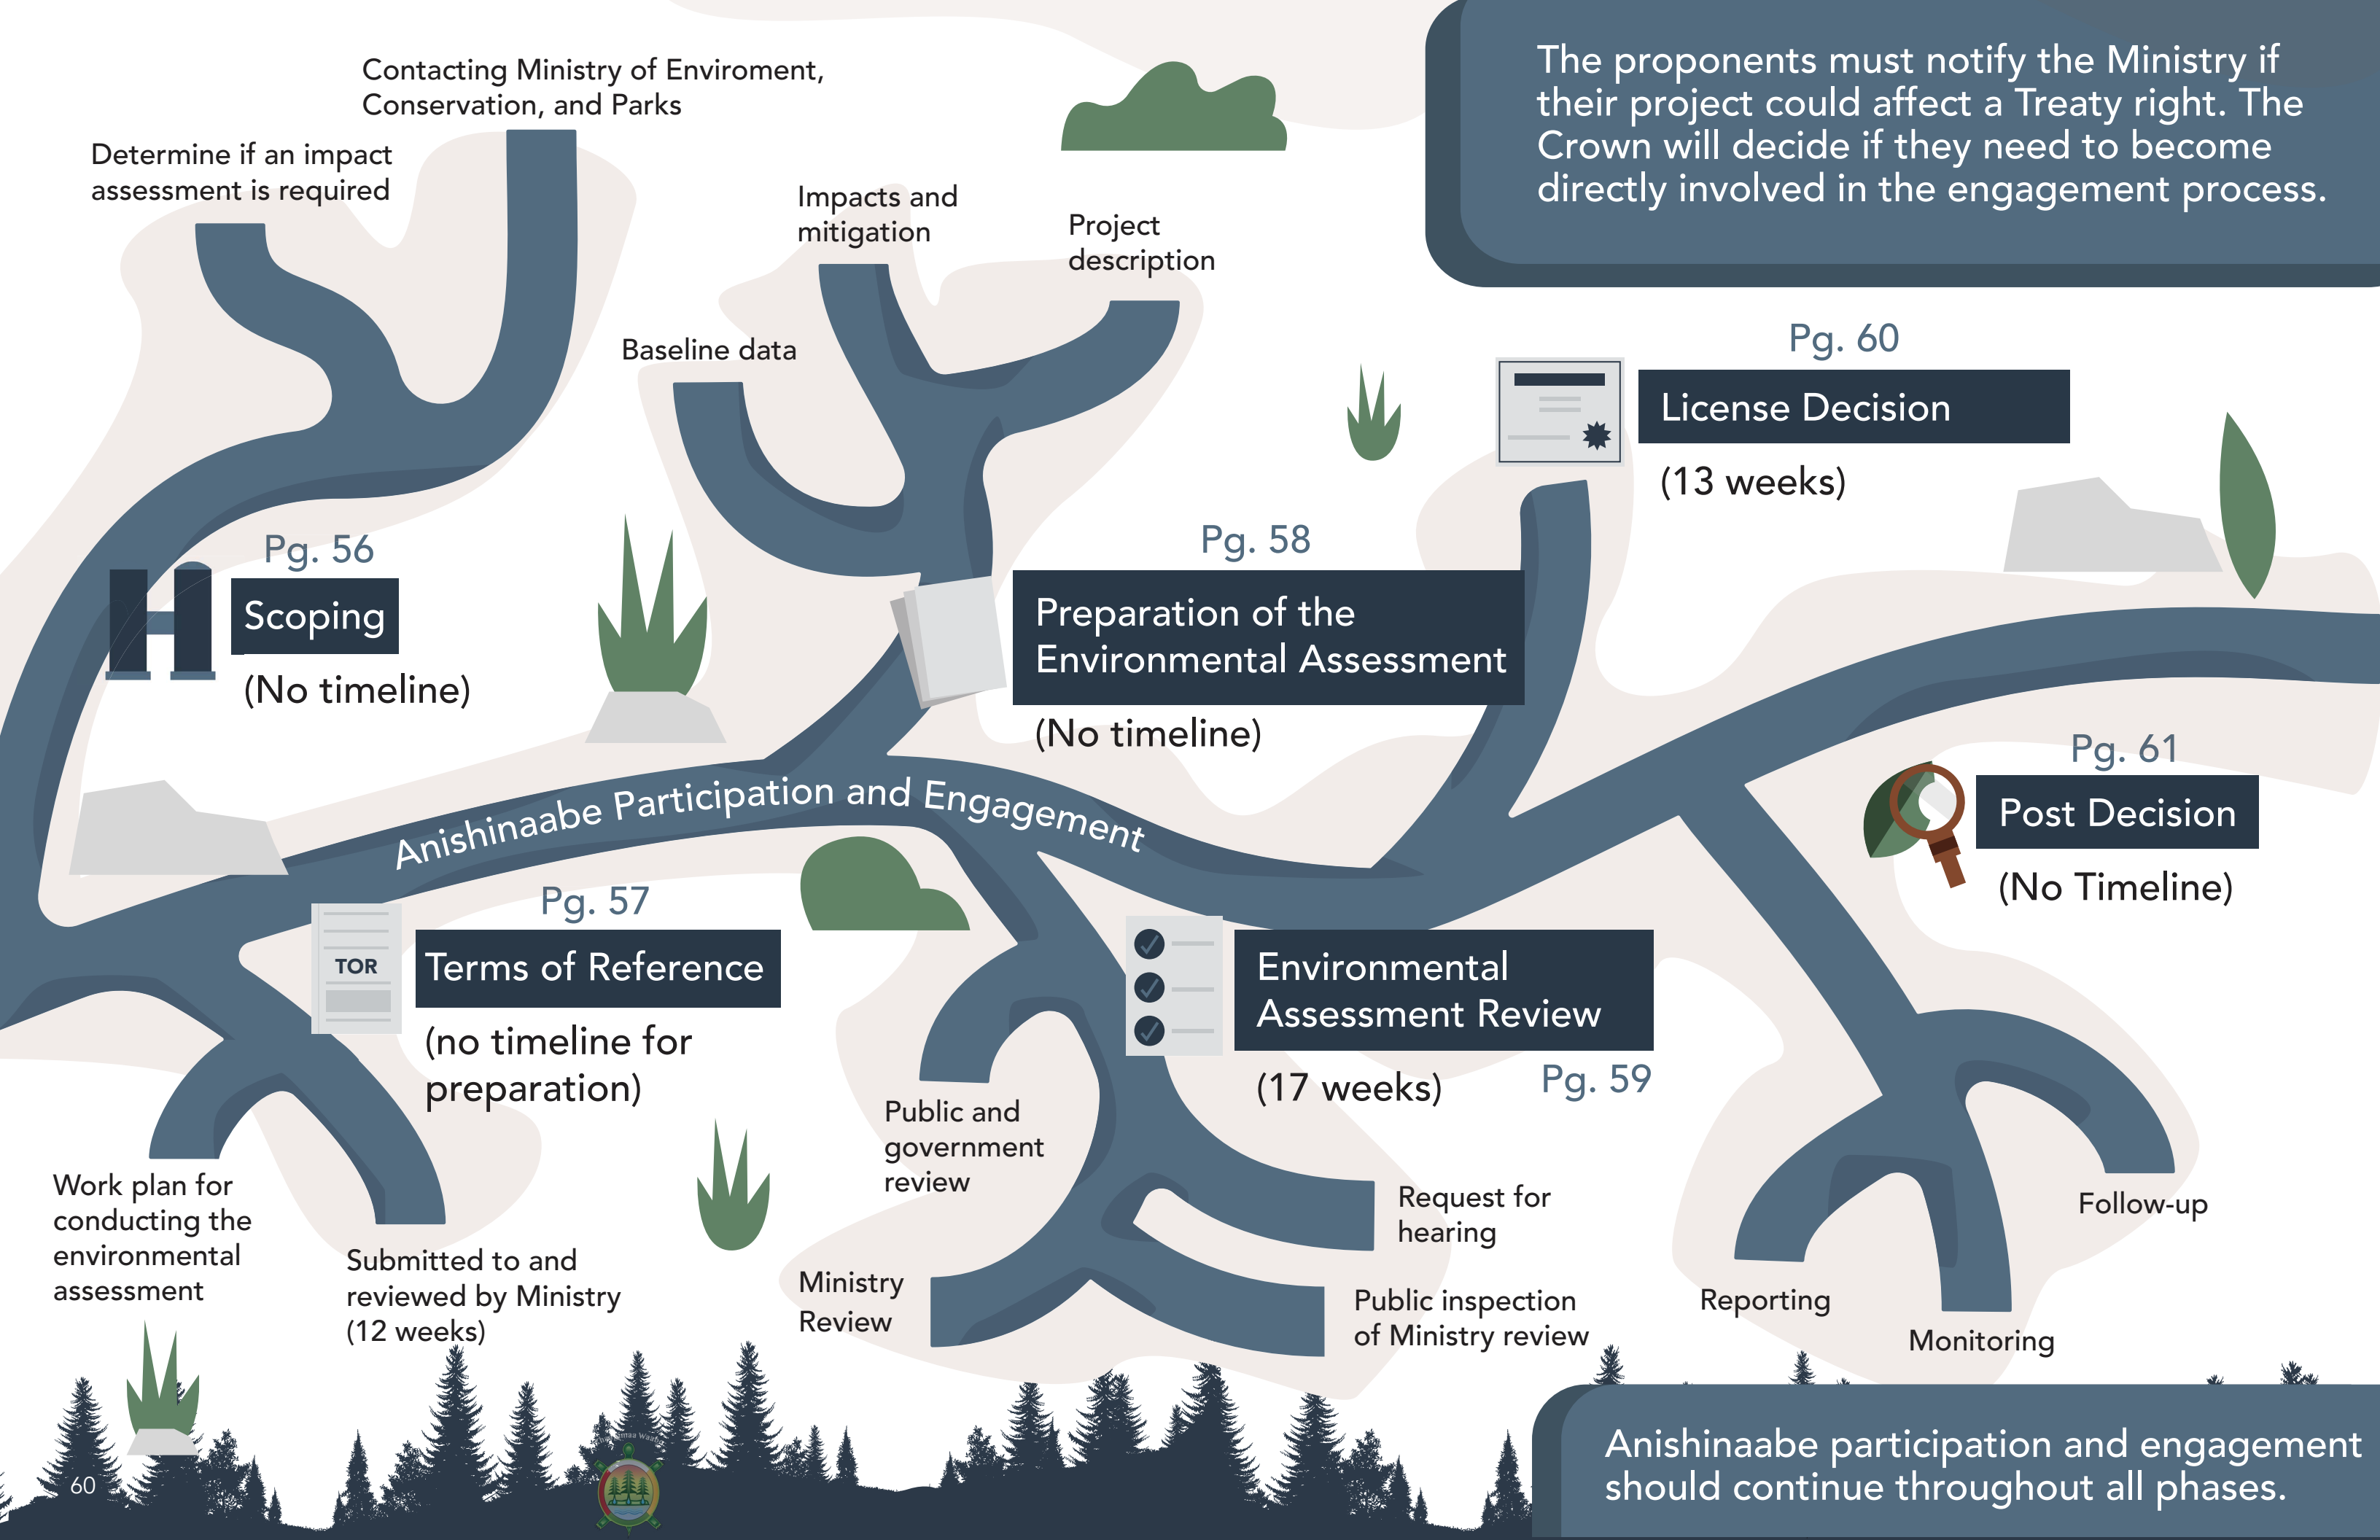 The proponents must notify the Ministry if
their project could affect a Treaty right. The
Crown will decide if they need to become
directly involved in the engagement process.
Contacting Ministry of Enviroment,
Conservation, and Parks
Determine if an impact
assessment is required
Pg. 56
Scoping
(No timeline)
Impacts and
mitigation
Project
description
Baseline data
Pg. 58
Preparation of the
Environmental Assessment
(No timeline)
Pg. 60
License Decision
(13 weeks)
Anishinaabe Participation and Engagement
Pg. 57
TOR
Terms of Reference
(no timeline for
preparation)
Work plan for
conducting the
environmental
assessment
Submitted to and
reviewed by Ministry
(12 weeks)
Environmental
Assessment Review
(17 weeks)
Pg. 59
Public and
government
review
Ministry
Review
Request for
hearing
Public inspection
of Ministry review
Pg. 61
Post Decision
(No Timeline)
Follow-up
Reporting
Monitoring
Anishinaabe participation and engagement
should continue throughout all phases.
60